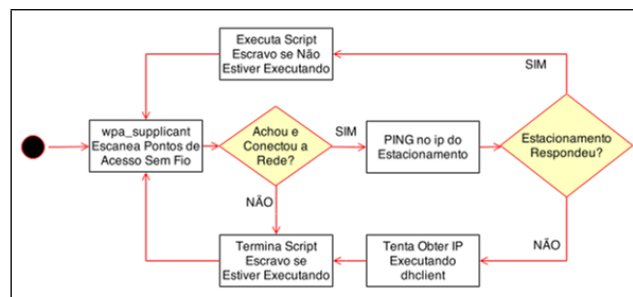 Executa Script
Escravo se Não
Estiver Executando
SIM
wpa_supplicant
Escanea Pontos de
Acesso Sem Fio
Achou e
Conectou a
Rede?
SIM
PING no ip do
Estacionamento
Estacionamento
Respondeu?
NÃO
NÃO
Termina Script
Escravo se
Estiver Executando
Tenta Obter IP
Executando
dhclient